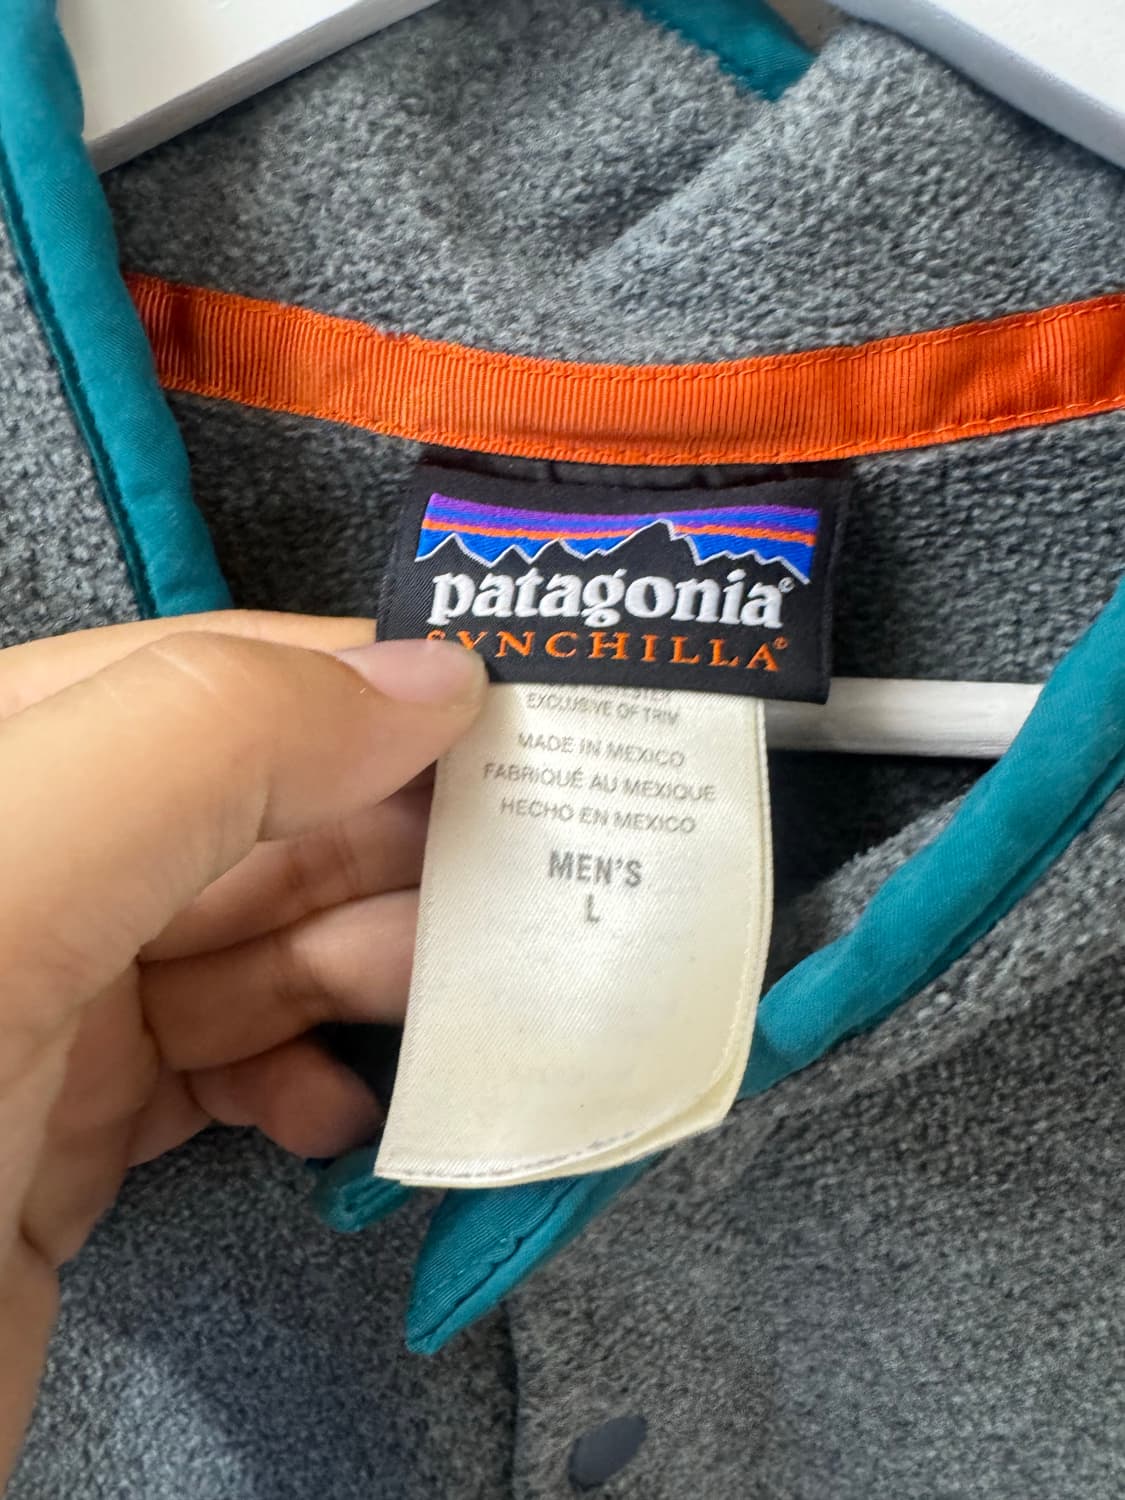 patagonia®
SYNCHILLA®
EXCLUSIVE OF TRIM
MADE IN MEXICO
FABRIQUÉ AU MEXIQUE
HECHO EN MEXICO
MEN'S
L